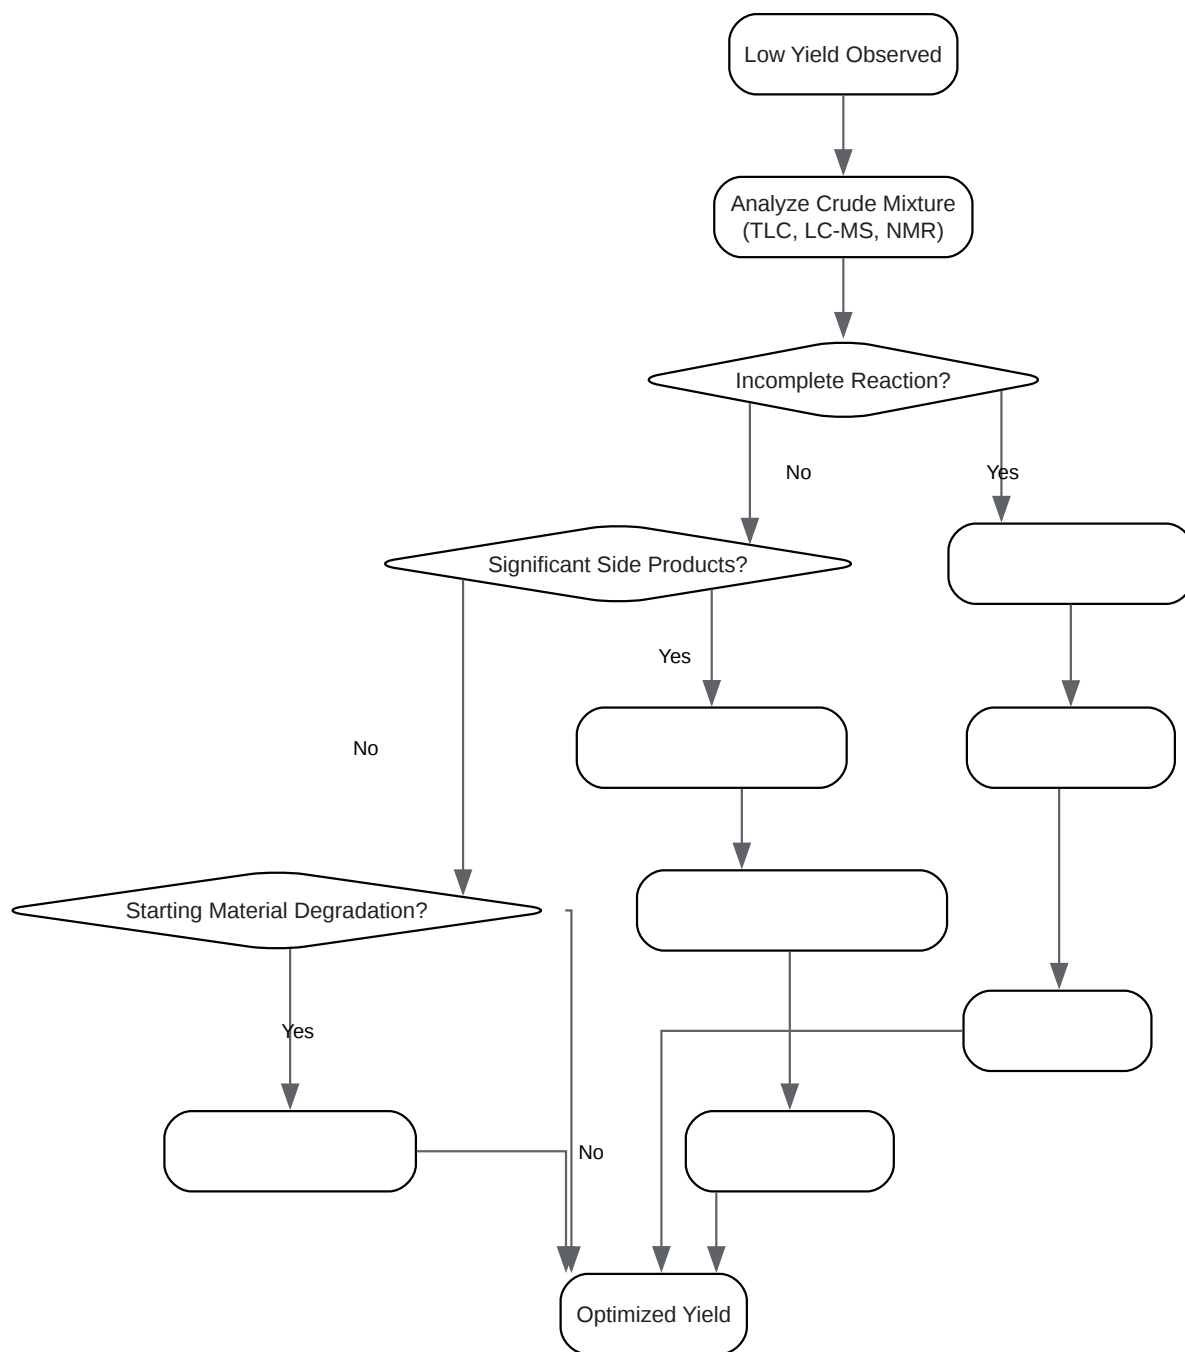 Low Yield Observed
Analyze Crude Mixture
(TLC, LC-MS, NMR)
Incomplete Reaction?
No
Yes
Significant Side Products?
Yes
No
Starting Material Degradation?
Yes
No
Optimized Yield